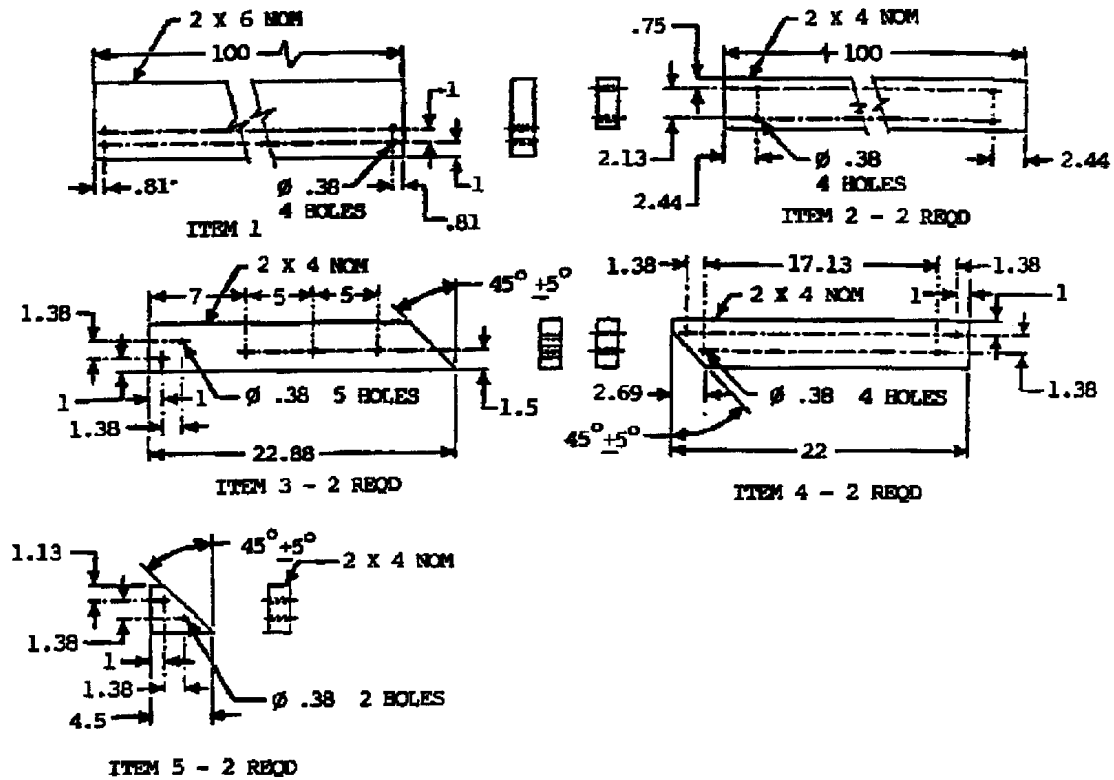 2 X 6 NOM
100
1
.81
Ø .38
4 HOLES
1
.81
ITEM 1
2 X 4 NOM
.75
100
2.13
2.44
Ø .38
4 HOLES
2.44
ITEM 2 - 2 REQD
2 X 4 NOM
45° ±5°
7
5
5
1.38
1
1
1.38
Ø .38 5 HOLES
1.5
22.88
ITEM 3 - 2 REQD
1.38
17.13
1.38
2 X 4 NOM
1
1
2.69
Ø .38 4 HOLES
1.38
45° ±5°
22
ITEM 4 - 2 REQD
1.13
45° ±5°
2 X 4 NOM
1.38
1
1.38
Ø .38 2 HOLES
4.5
ITEM 5 - 2 REQD